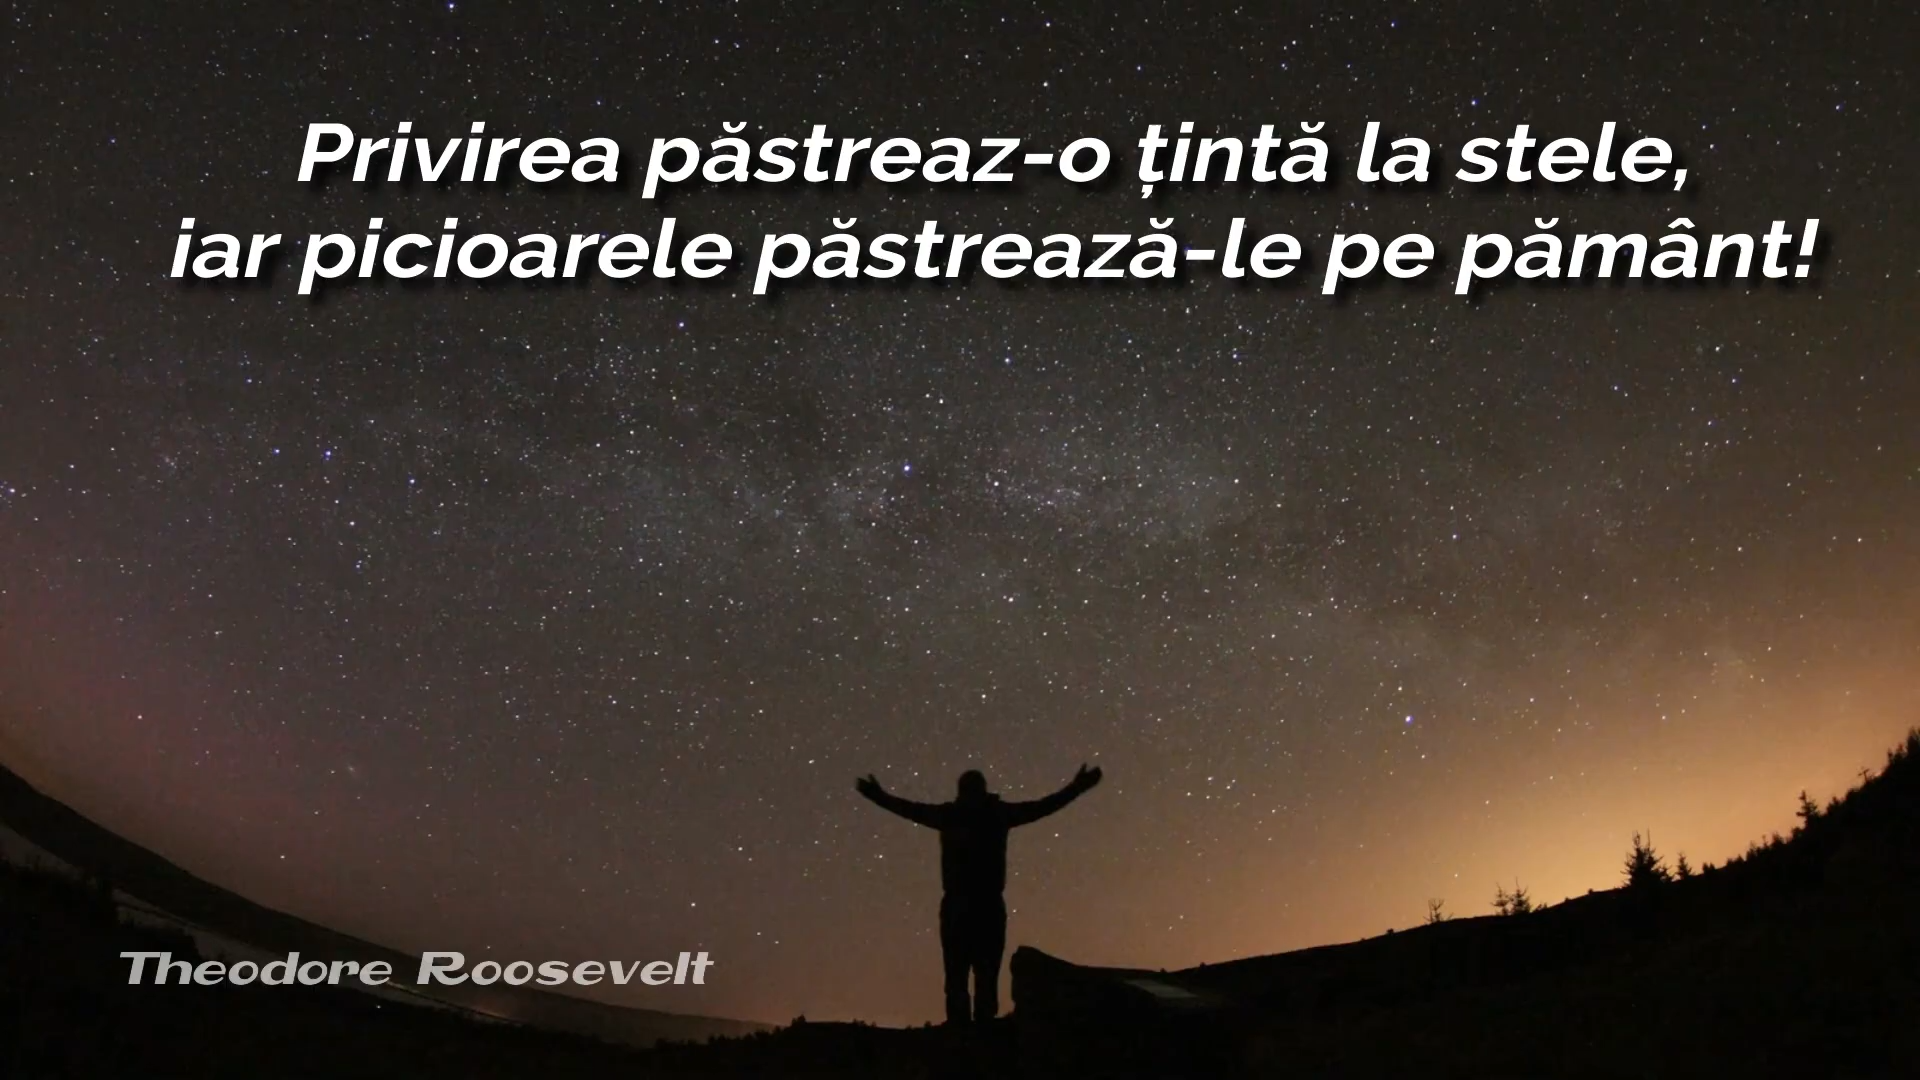 Privirea păstreaz-o țintă la stele,
iar picioarele păstrează-le pe pământ!
Theodore Roosevelt